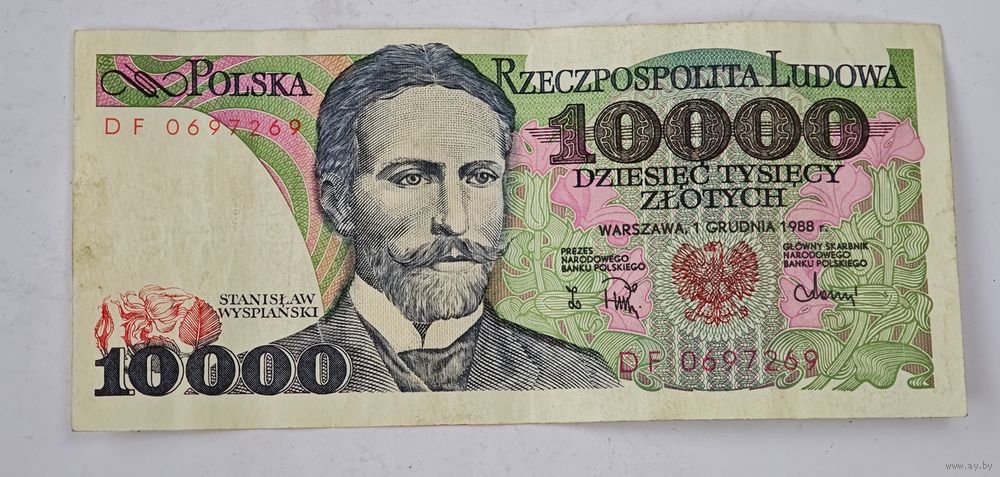 POLSKA
RZECZPOSPOLITA LUDOWA
DF 0697269
10000
DZIESIĘĆ TYSIĘCY
ZŁOTYCH
WARSZAWA, 1 GRUDNIA 1988 r.
PREZES
NARODOWEGO
BANKU POLSKIEGO
GŁÓWNY SKARBNIK
NARODOWEGO
BANKU POLSKIEGO
STANISŁAW
WYSPIAŃSKI
10000
DF 0697269
www.ay.by